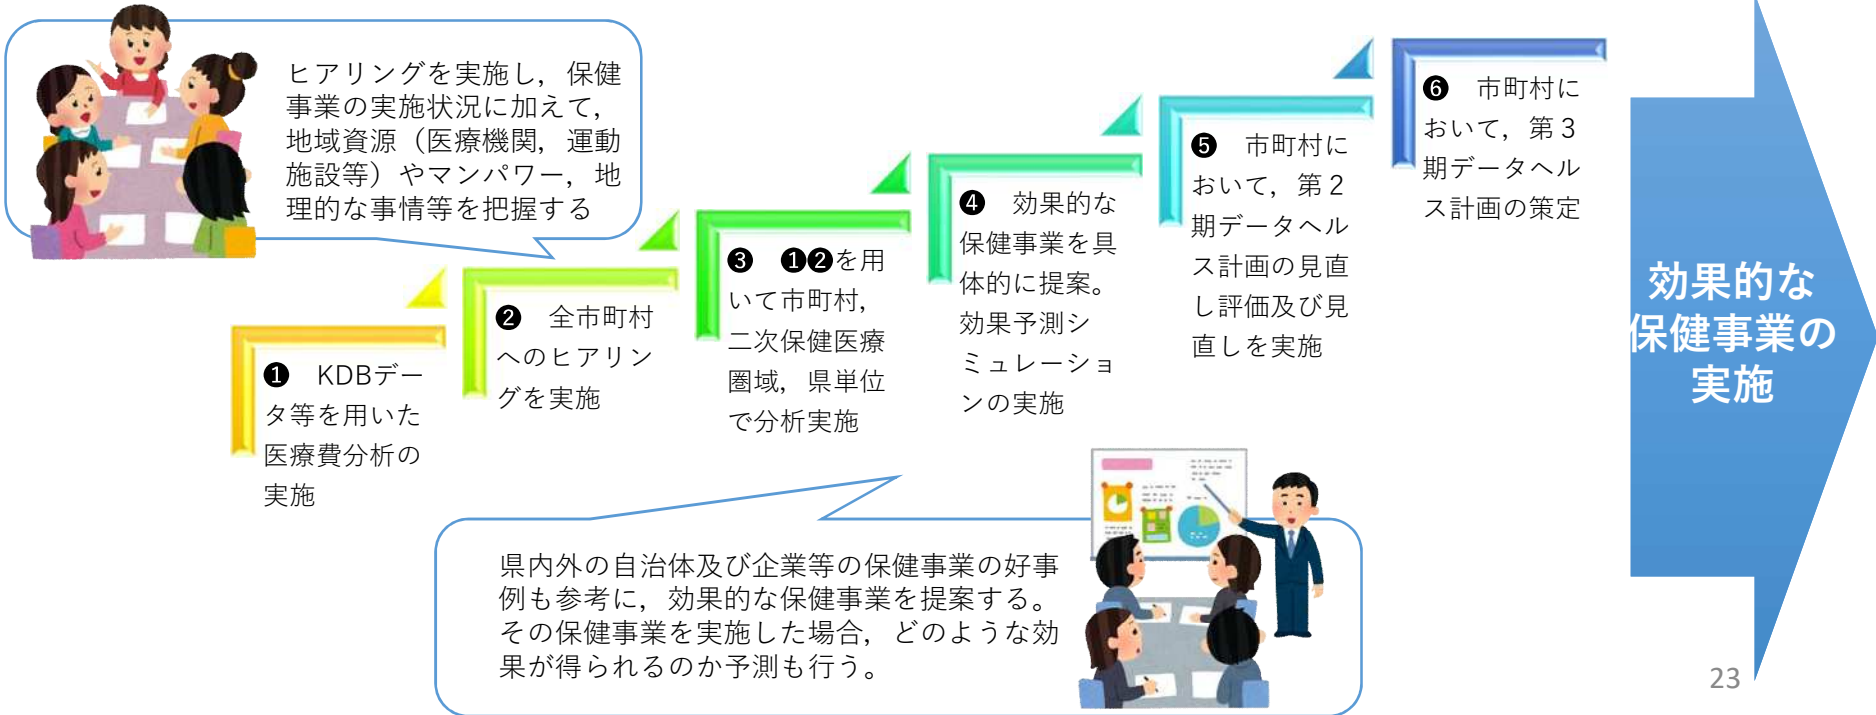 ヒアリングを実施し，保健
事業の実施状況に加えて，
地域資源（医療機関，運動
施設等）やマンパワー，地
理的な事情等を把握する
❶　KDBデー
タ等を用いた
医療費分析の
実施
❷　全市町村
へのヒアリン
グを実施
❸　❶❷を用
いて市町村，
二次保健医療
圏域，県単位
で分析実施
❹　効果的な
保健事業を具
体的に提案。
効果予測シ
ミュレーショ
ンの実施
❺　市町村に
おいて，第２
期データヘル
ス計画の見直
し評価及び見
直しを実施
❻　市町村に
おいて，第３
期データヘル
ス計画の策定
効果的な
保健事業の
実施
県内外の自治体及び企業等の保健事業の好事
例も参考に，効果的な保健事業を提案する。
その保健事業を実施した場合，どのような効
果が得られるのか予測も行う。
23